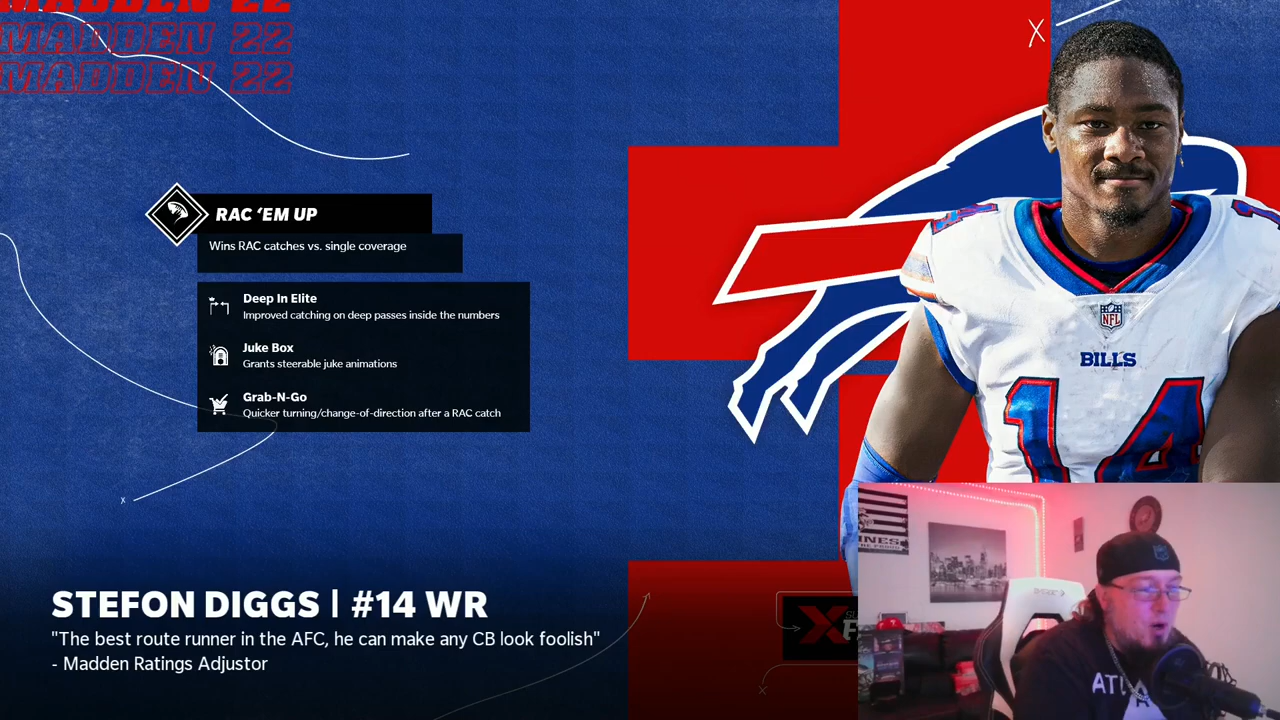 MADDEN 22
MADDEN 22
MADDEN 22
RAC ‘EM UP
Wins RAC catches vs. single coverage
Deep In Elite
Improved catching on deep passes inside the numbers
Juke Box
Grants steerable juke animations
Grab-N-Go
Quicker turning/change-of-direction after a RAC catch
NFL
BILLS
14
STEFON DIGGS | #14 WR
"The best route runner in the AFC, he can make any CB look foolish"
- Madden Ratings Adjustor